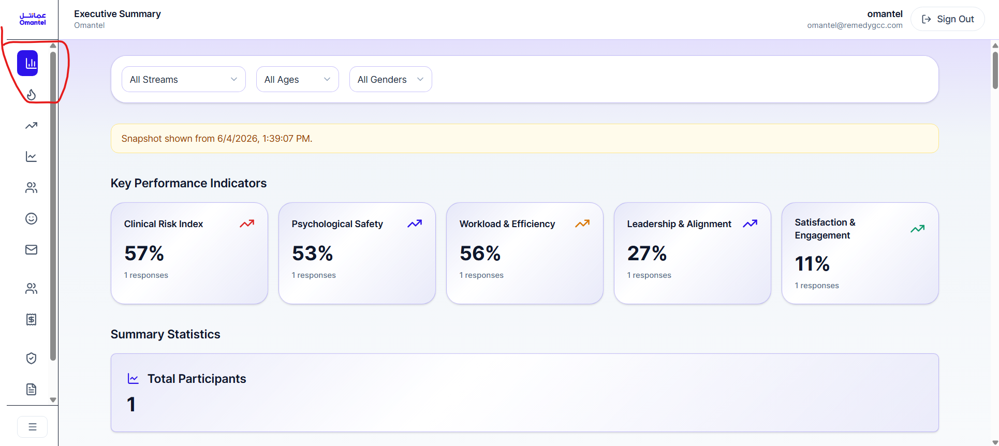 عمانتل
Omantel
Executive Summary
Omantel
omantel
omantel@remedygcc.com
Sign Out
All Streams
All Ages
All Genders
Snapshot shown from 6/4/2026, 1:39:07 PM.
Key Performance Indicators
Clinical Risk Index
57%
1 responses
Psychological Safety
53%
1 responses
Workload & Efficiency
56%
1 responses
Leadership & Alignment
27%
1 responses
Satisfaction &
Engagement
11%
1 responses
Summary Statistics
Total Participants
1